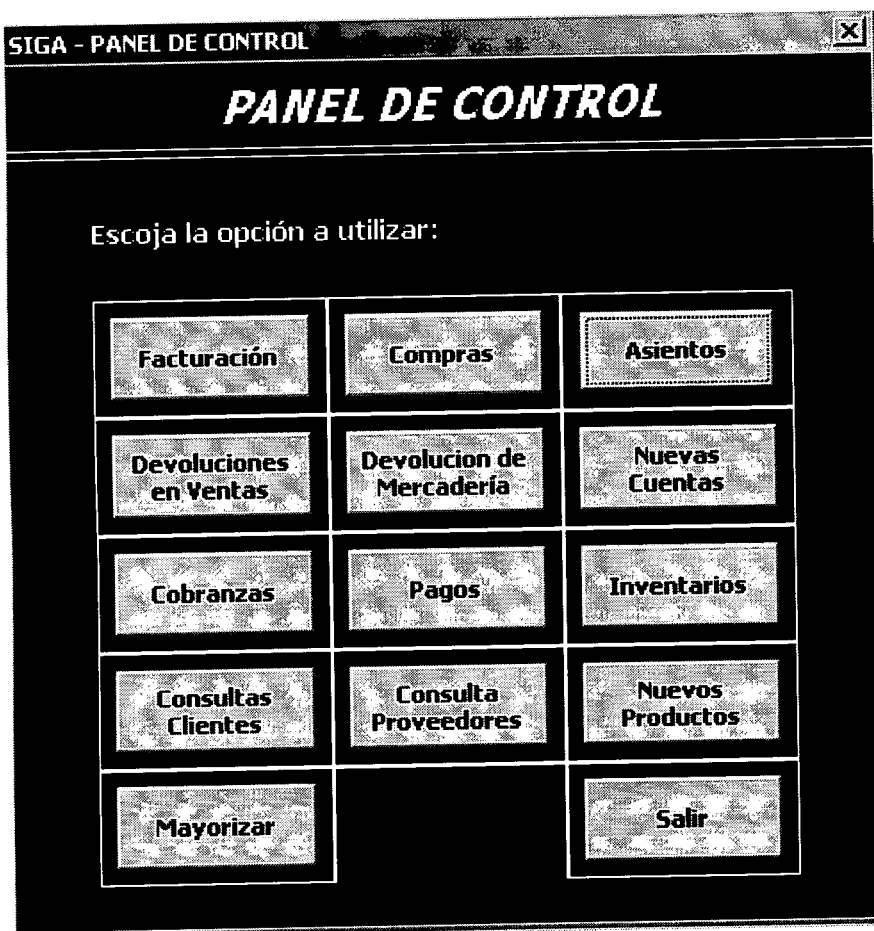 SIGA - PANEL DE CONTROL
PANEL DE CONTROL
Escoja la opción a utilizar:
Facturación
Compras
Asientos
Devoluciones
en Ventas
Devolucion de
Mercadería
Nuevas
Cuentas
Cobranzas
Pagos
Inventarios
Consultas
Clientes
Consulta
Proveedores
Nuevos
Productos
Mayorizar
Salir